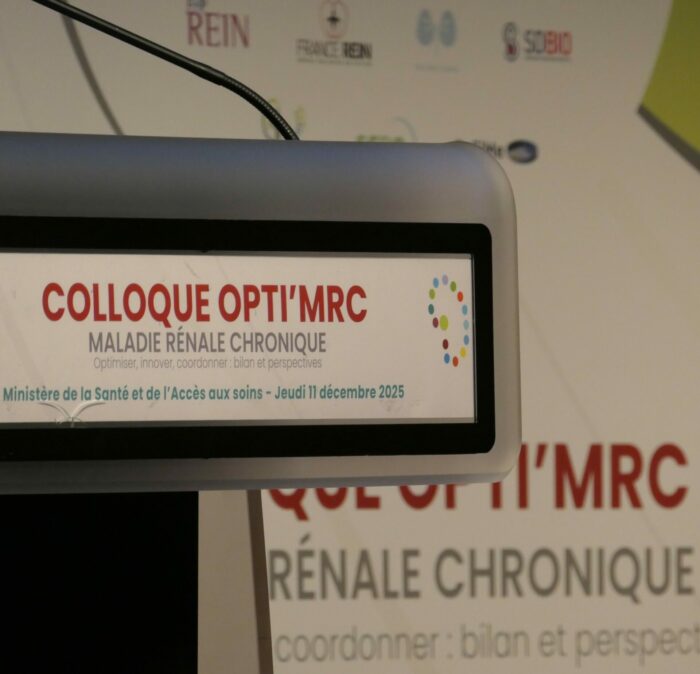 REIN
FRANCE REIN
SDBIO
COLLOQUE OPTI'MRC
MALADIE RÉNALE CHRONIQUE
Optimiser, innover, coordonner : bilan et perspectives
Ministère de la Santé et de l'Accès aux soins - Jeudi 11 décembre 2025
QUE OPTI'MRC
RÉNALE CHRONIQUE
coordonner : bilan et perspect